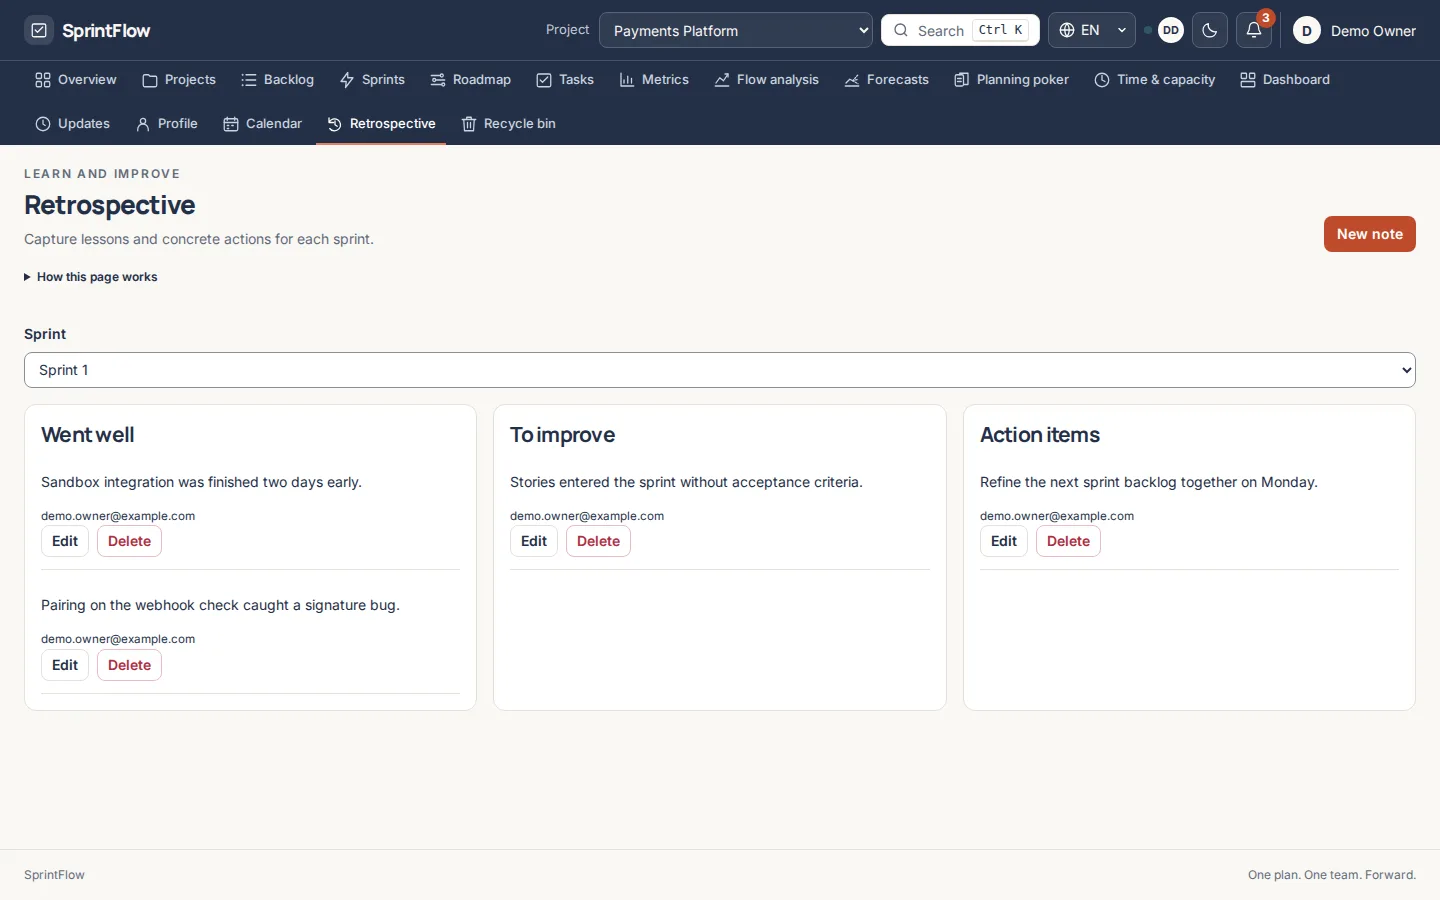 SprintFlow
Project
Payments Platform
Search Ctrl K
EN
DD
3
D Demo Owner
Overview Projects Backlog Sprints Roadmap Tasks Metrics Flow analysis Forecasts Planning poker Time & capacity Dashboard
Updates Profile Calendar Retrospective Recycle bin
LEARN AND IMPROVE
Retrospective
Capture lessons and concrete actions for each sprint.
New note
How this page works
Sprint
Sprint 1
Went well
Sandbox integration was finished two days early.
demo.owner@example.com
Edit Delete
Pairing on the webhook check caught a signature bug.
demo.owner@example.com
Edit Delete
To improve
Stories entered the sprint without acceptance criteria.
demo.owner@example.com
Edit Delete
Action items
Refine the next sprint backlog together on Monday.
demo.owner@example.com
Edit Delete
SprintFlow
One plan. One team. Forward.